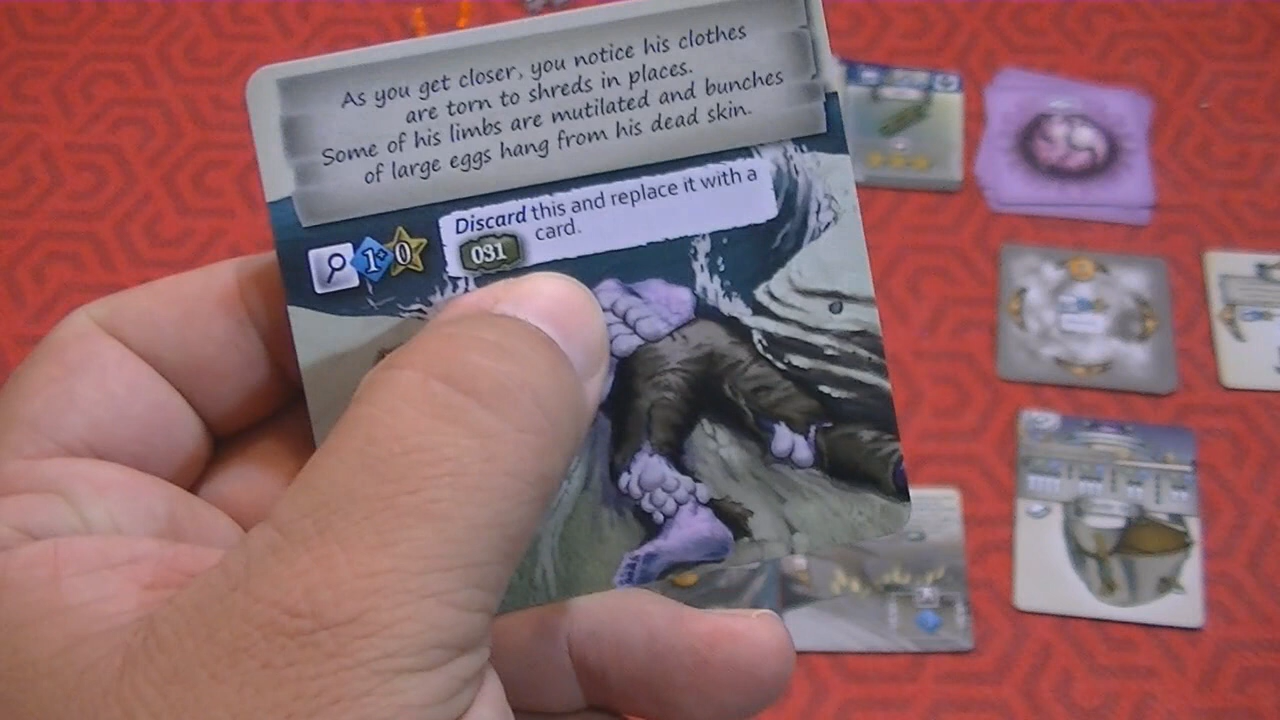 As you get closer, you notice his clothes
are torn to shreds in places.
Some of his limbs are mutilated and bunches
of large eggs hang from his dead skin.
1+ 0
Discard this and replace it with a
031 card.